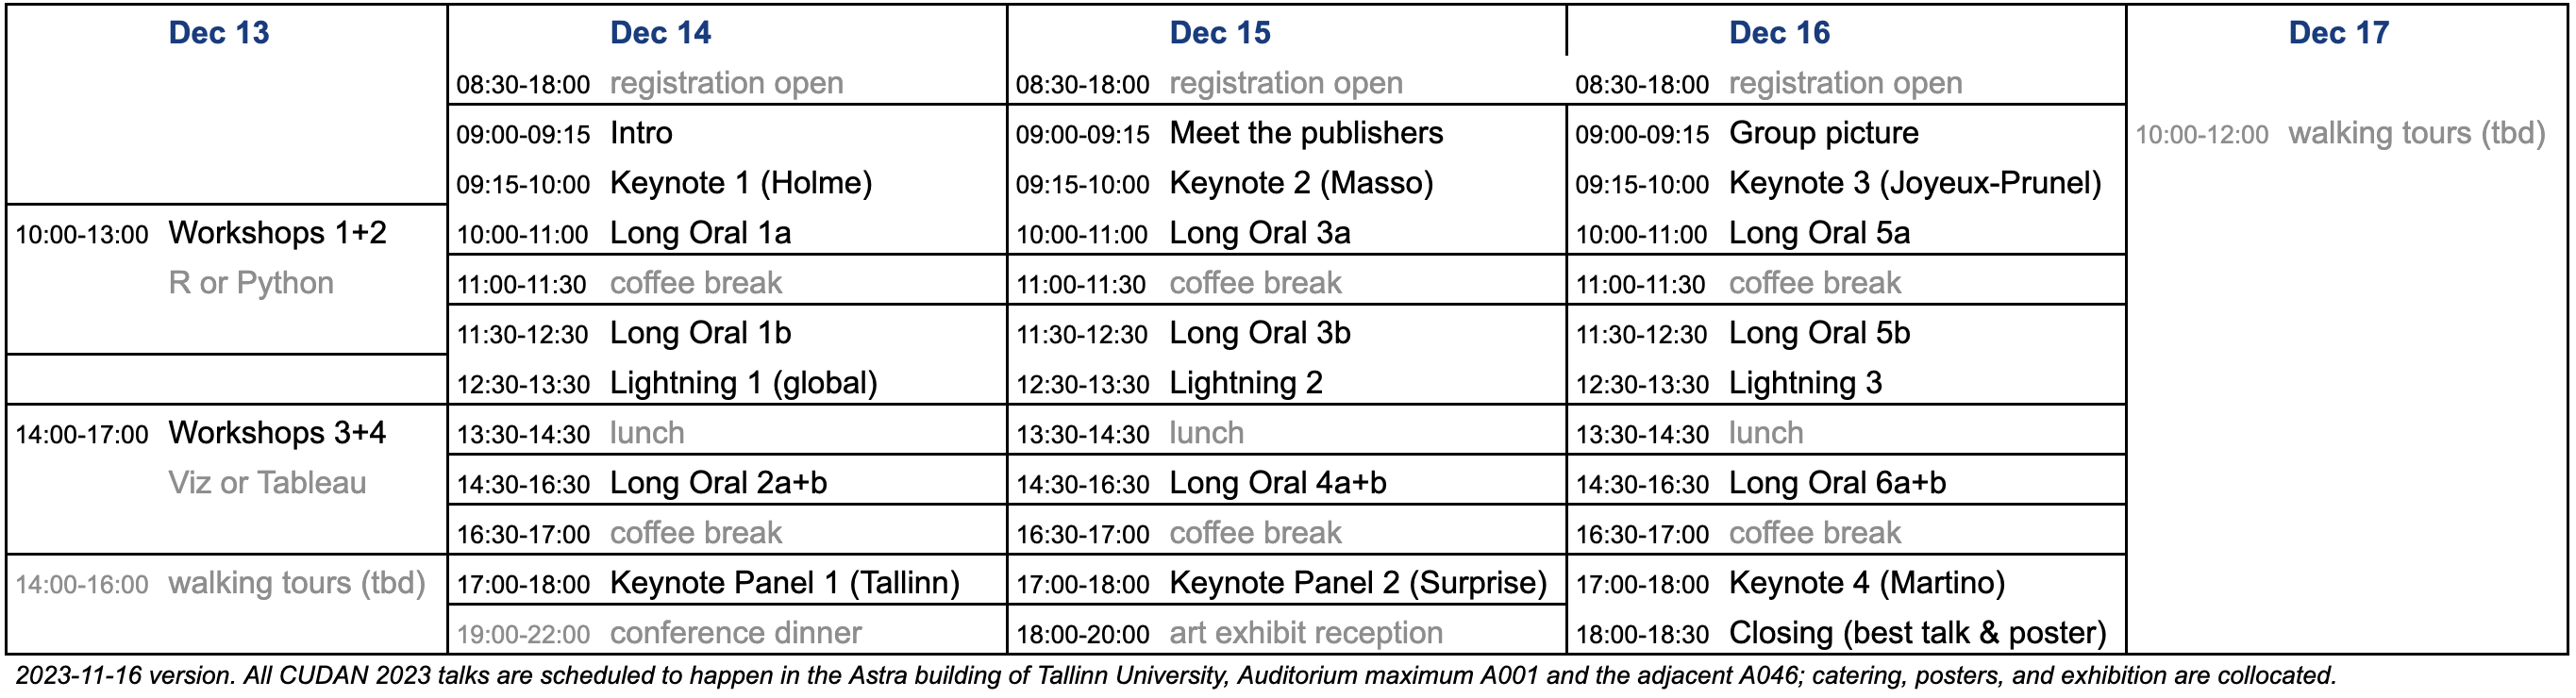 Dec 13
10:00-13:00 Workshops 1+2
R or Python
14:00-17:00 Workshops 3+4
Viz or Tableau
14:00-16:00 walking tours (tbd)
Dec 14
08:30-18:00 registration open
09:00-09:15 Intro
09:15-10:00 Keynote 1 (Holme)
10:00-11:00 Long Oral 1a
11:00-11:30 coffee break
11:30-12:30 Long Oral 1b
12:30-13:30 Lightning 1 (global)
13:30-14:30 lunch
14:30-16:30 Long Oral 2a+b
16:30-17:00 coffee break
17:00-18:00 Keynote Panel 1 (Tallinn)
19:00-22:00 conference dinner
Dec 15
08:30-18:00 registration open
09:00-09:15 Meet the publishers
09:15-10:00 Keynote 2 (Masso)
10:00-11:00 Long Oral 3a
11:00-11:30 coffee break
11:30-12:30 Long Oral 3b
12:30-13:30 Lightning 2
13:30-14:30 lunch
14:30-16:30 Long Oral 4a+b
16:30-17:00 coffee break
17:00-18:00 Keynote Panel 2 (Surprise)
18:00-20:00 art exhibit reception
Dec 16
08:30-18:00 registration open
09:00-09:15 Group picture
09:15-10:00 Keynote 3 (Joyeux-Prunel)
10:00-11:00 Long Oral 5a
11:00-11:30 coffee break
11:30-12:30 Long Oral 5b
12:30-13:30 Lightning 3
13:30-14:30 lunch
14:30-16:30 Long Oral 6a+b
16:30-17:00 coffee break
17:00-18:00 Keynote 4 (Martino)
18:00-18:30 Closing (best talk & poster)
Dec 17
10:00-12:00 walking tours (tbd)
2023-11-16 version. All CUDAN 2023 talks are scheduled to happen in the Astra building of Tallinn University, Auditorium maximum A001 and the adjacent A046; catering, posters, and exhibition are collocated.